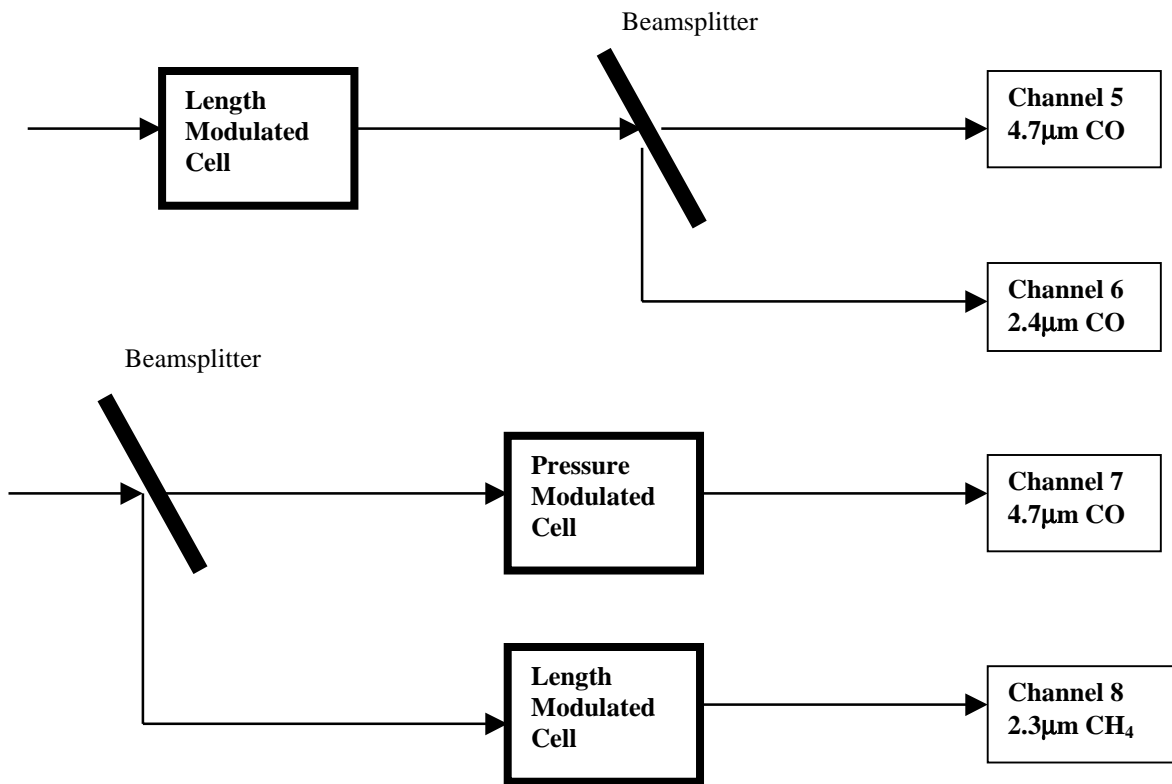 Beamsplitter
Length
Modulated
Cell
Channel 5
4.7μm CO
Channel 6
2.4μm CO
Beamsplitter
Pressure
Modulated
Cell
Channel 7
4.7μm CO
Length
Modulated
Cell
Channel 8
2.3μm CH₄